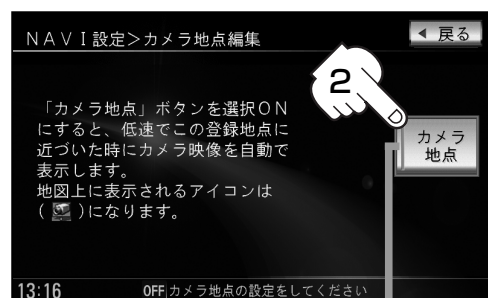 NAVI設定>カメラ地点編集
◀ 戻る
2
「カメラ地点」ボタンを選択ON
にすると、低速でこの登録地点に
近づいた時にカメラ映像を自動で
表示します。
地図上に表示されるアイコンは
( )になります。
カメラ
地点
13:16 OFF|カメラ地点の設定をしてください